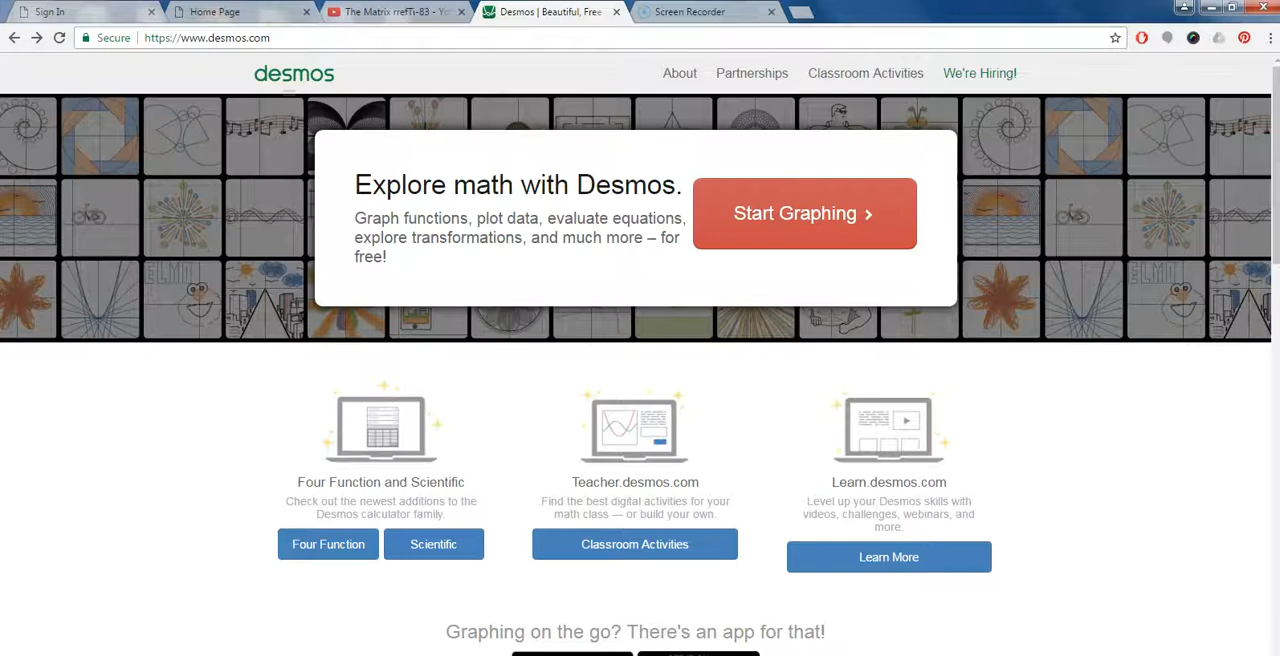 Sign In
Home Page
The Matrix rrefTi-83 - Yo
Desmos | Beautiful, Free
Screen Recorder
Secure
https://www.desmos.com
desmos
About
Partnerships
Classroom Activities
We're Hiring!
Explore math with Desmos.
Graph functions, plot data, evaluate equations,
explore transformations, and much more – for
free!
Start Graphing
ELMO
Four Function and Scientific
Check out the newest additions to the
Desmos calculator family.
Four Function
Scientific
Teacher.desmos.com
Find the best digital activities for your
math class — or build your own.
Classroom Activities
Learn.desmos.com
Level up your Desmos skills with
videos, challenges, webinars, and
more.
Learn More
Graphing on the go? There's an app for that!